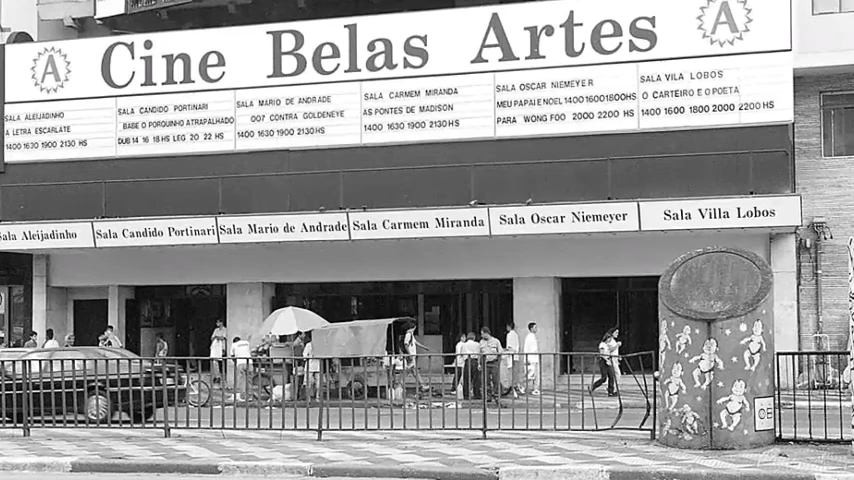 A Cine Belas Artes A
SALA ALEIJADINHO
A LETRA ESCARLATE
1400 1630 1900 2130 HS
SALA CANDIDO PORTINARI
BABE O PORQUINHO ATRAPALHADO
DUB 14 16 18 HS LEG 20 22 HS
SALA MARIO DE ANDRADE
007 CONTRA GOLDENEYE
1400 1630 1900 2130 HS
SALA CARMEM MIRANDA
AS PONTES DE MADISON
1400 1630 1900 2130 HS
SALA OSCAR NIEMEYER
MEU PAPAI E NOEL 1400 1600 1800HS
PARA WONG FOO 2000 2200 HS
SALA VILA LOBOS
O CARTEIRO E O POETA
1400 1600 1800 2000 2200 HS
Sala Aleijadinho
Sala Candido Portinari
Sala Mario de Andrade
Sala Carmem Miranda
Sala Oscar Niemeyer
Sala Villa Lobos